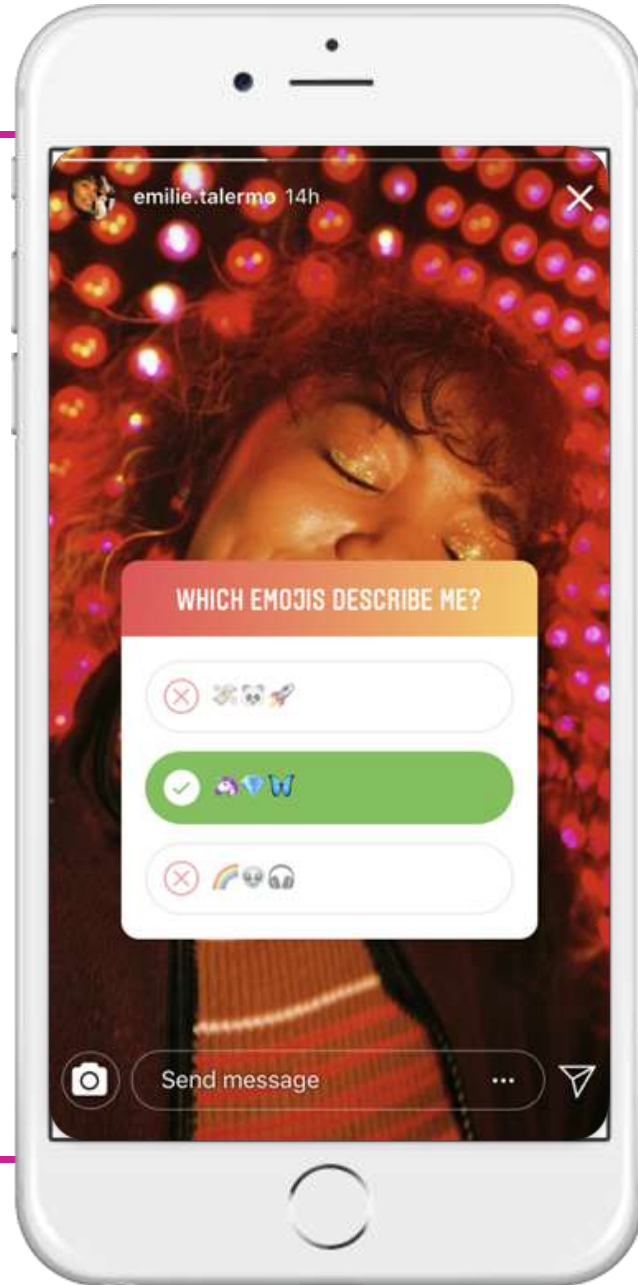 emilie.talermo 14h
WHICH EMOJIS DESCRIBE ME?
💸🐼🚀
🦄💎🦋
🌈👽🎧
Send message